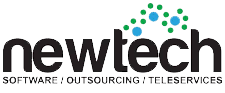 newtech
SOFTWARE / OUTSOURCING / TELESERVICES